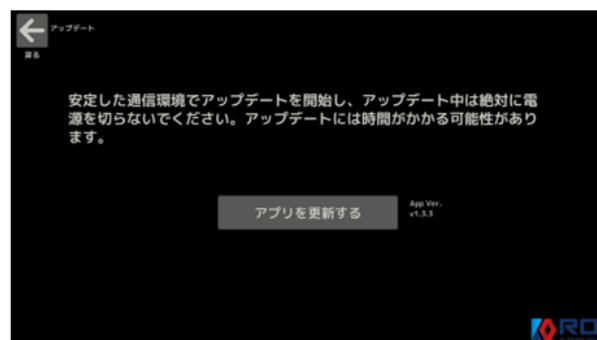 アップデート
戻る
安定した通信環境でアップデートを開始し、アップデート中は絶対に電
源を切らないでください。アップデートには時間がかかる可能性があり
ます。
アプリを更新する
App Ver.
v1.3.3
RO